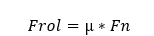 Frol = μ * Fn